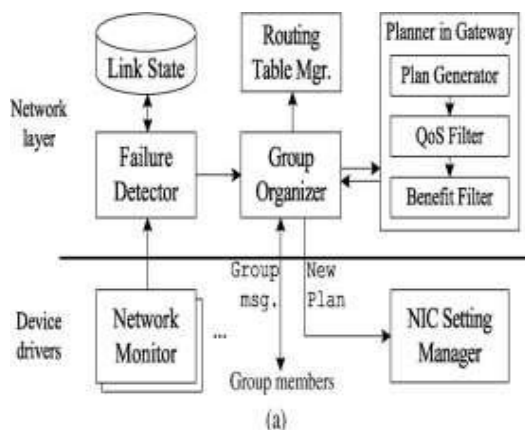 Link State
Routing
Table Mgr.
Planner in Gateway
Plan Generator
QoS Filter
Benefit Filter
Network
layer
Failure
Detector
Group
Organizer
Group
msg.
New
Plan
Device
drivers
Network
Monitor
...
NIC Setting
Manager
Group members
(a)